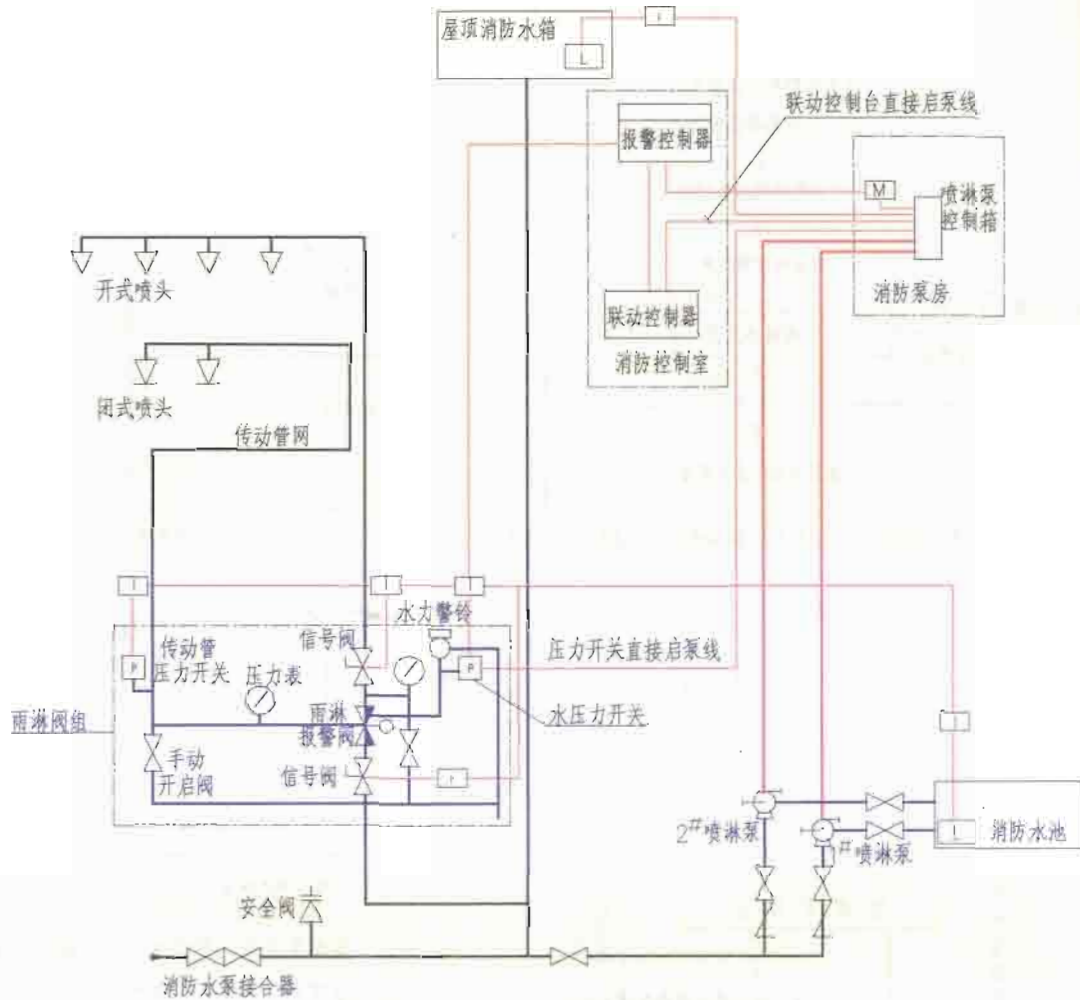 屋顶消防水箱
L
I
联动控制台直接启泵线
报警控制器
M
喷淋泵
控制箱
消防泵房
联动控制器
消防控制室
开式喷头
闭式喷头
传动管网
I
I
I
水力警铃
信号阀
传动管
压力开关
P
压力表
P
压力开关直接启泵线
雨淋阀组
雨淋
报警阀
水压力开关
I
手动
开启阀
信号阀
I
2#喷淋泵
1#喷淋泵
L
消防水池
安全阀
消防水泵接合器